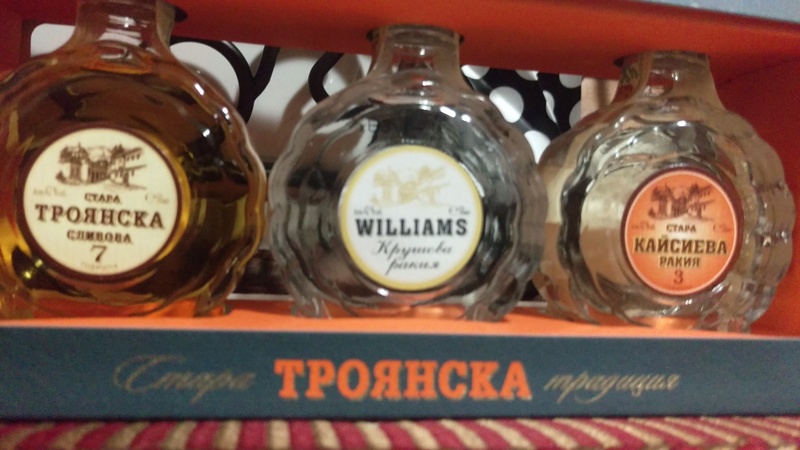 СТАРА
ТРОЯНСКА
СЛИВОВА
7
WILLIAMS
Крушова
ракия
СТАРА
КАЙСИЕВА
РАКИЯ
3
Стара ТРОЯНСКА традиция